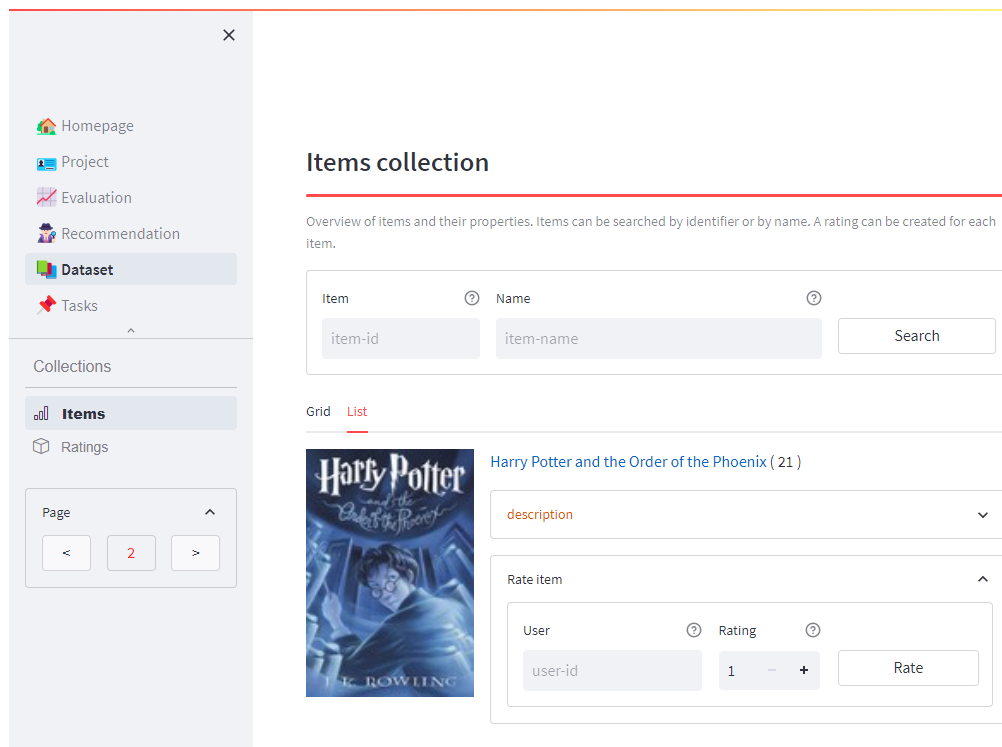 Homepage
Project
Evaluation
Recommendation
Dataset
Tasks
Collections
Items
Ratings
Page
<
2
>
Items collection
Overview of items and their properties. Items can be searched by identifier or by name. A rating can be created for each
item.
Item
Name
item-id
item-name
Search
Grid
List
Harry Potter
and the
Order of the Phoenix
J. K. ROWLING
Harry Potter and the Order of the Phoenix ( 21 )
description
Rate item
User
Rating
user-id
1
−
+
Rate